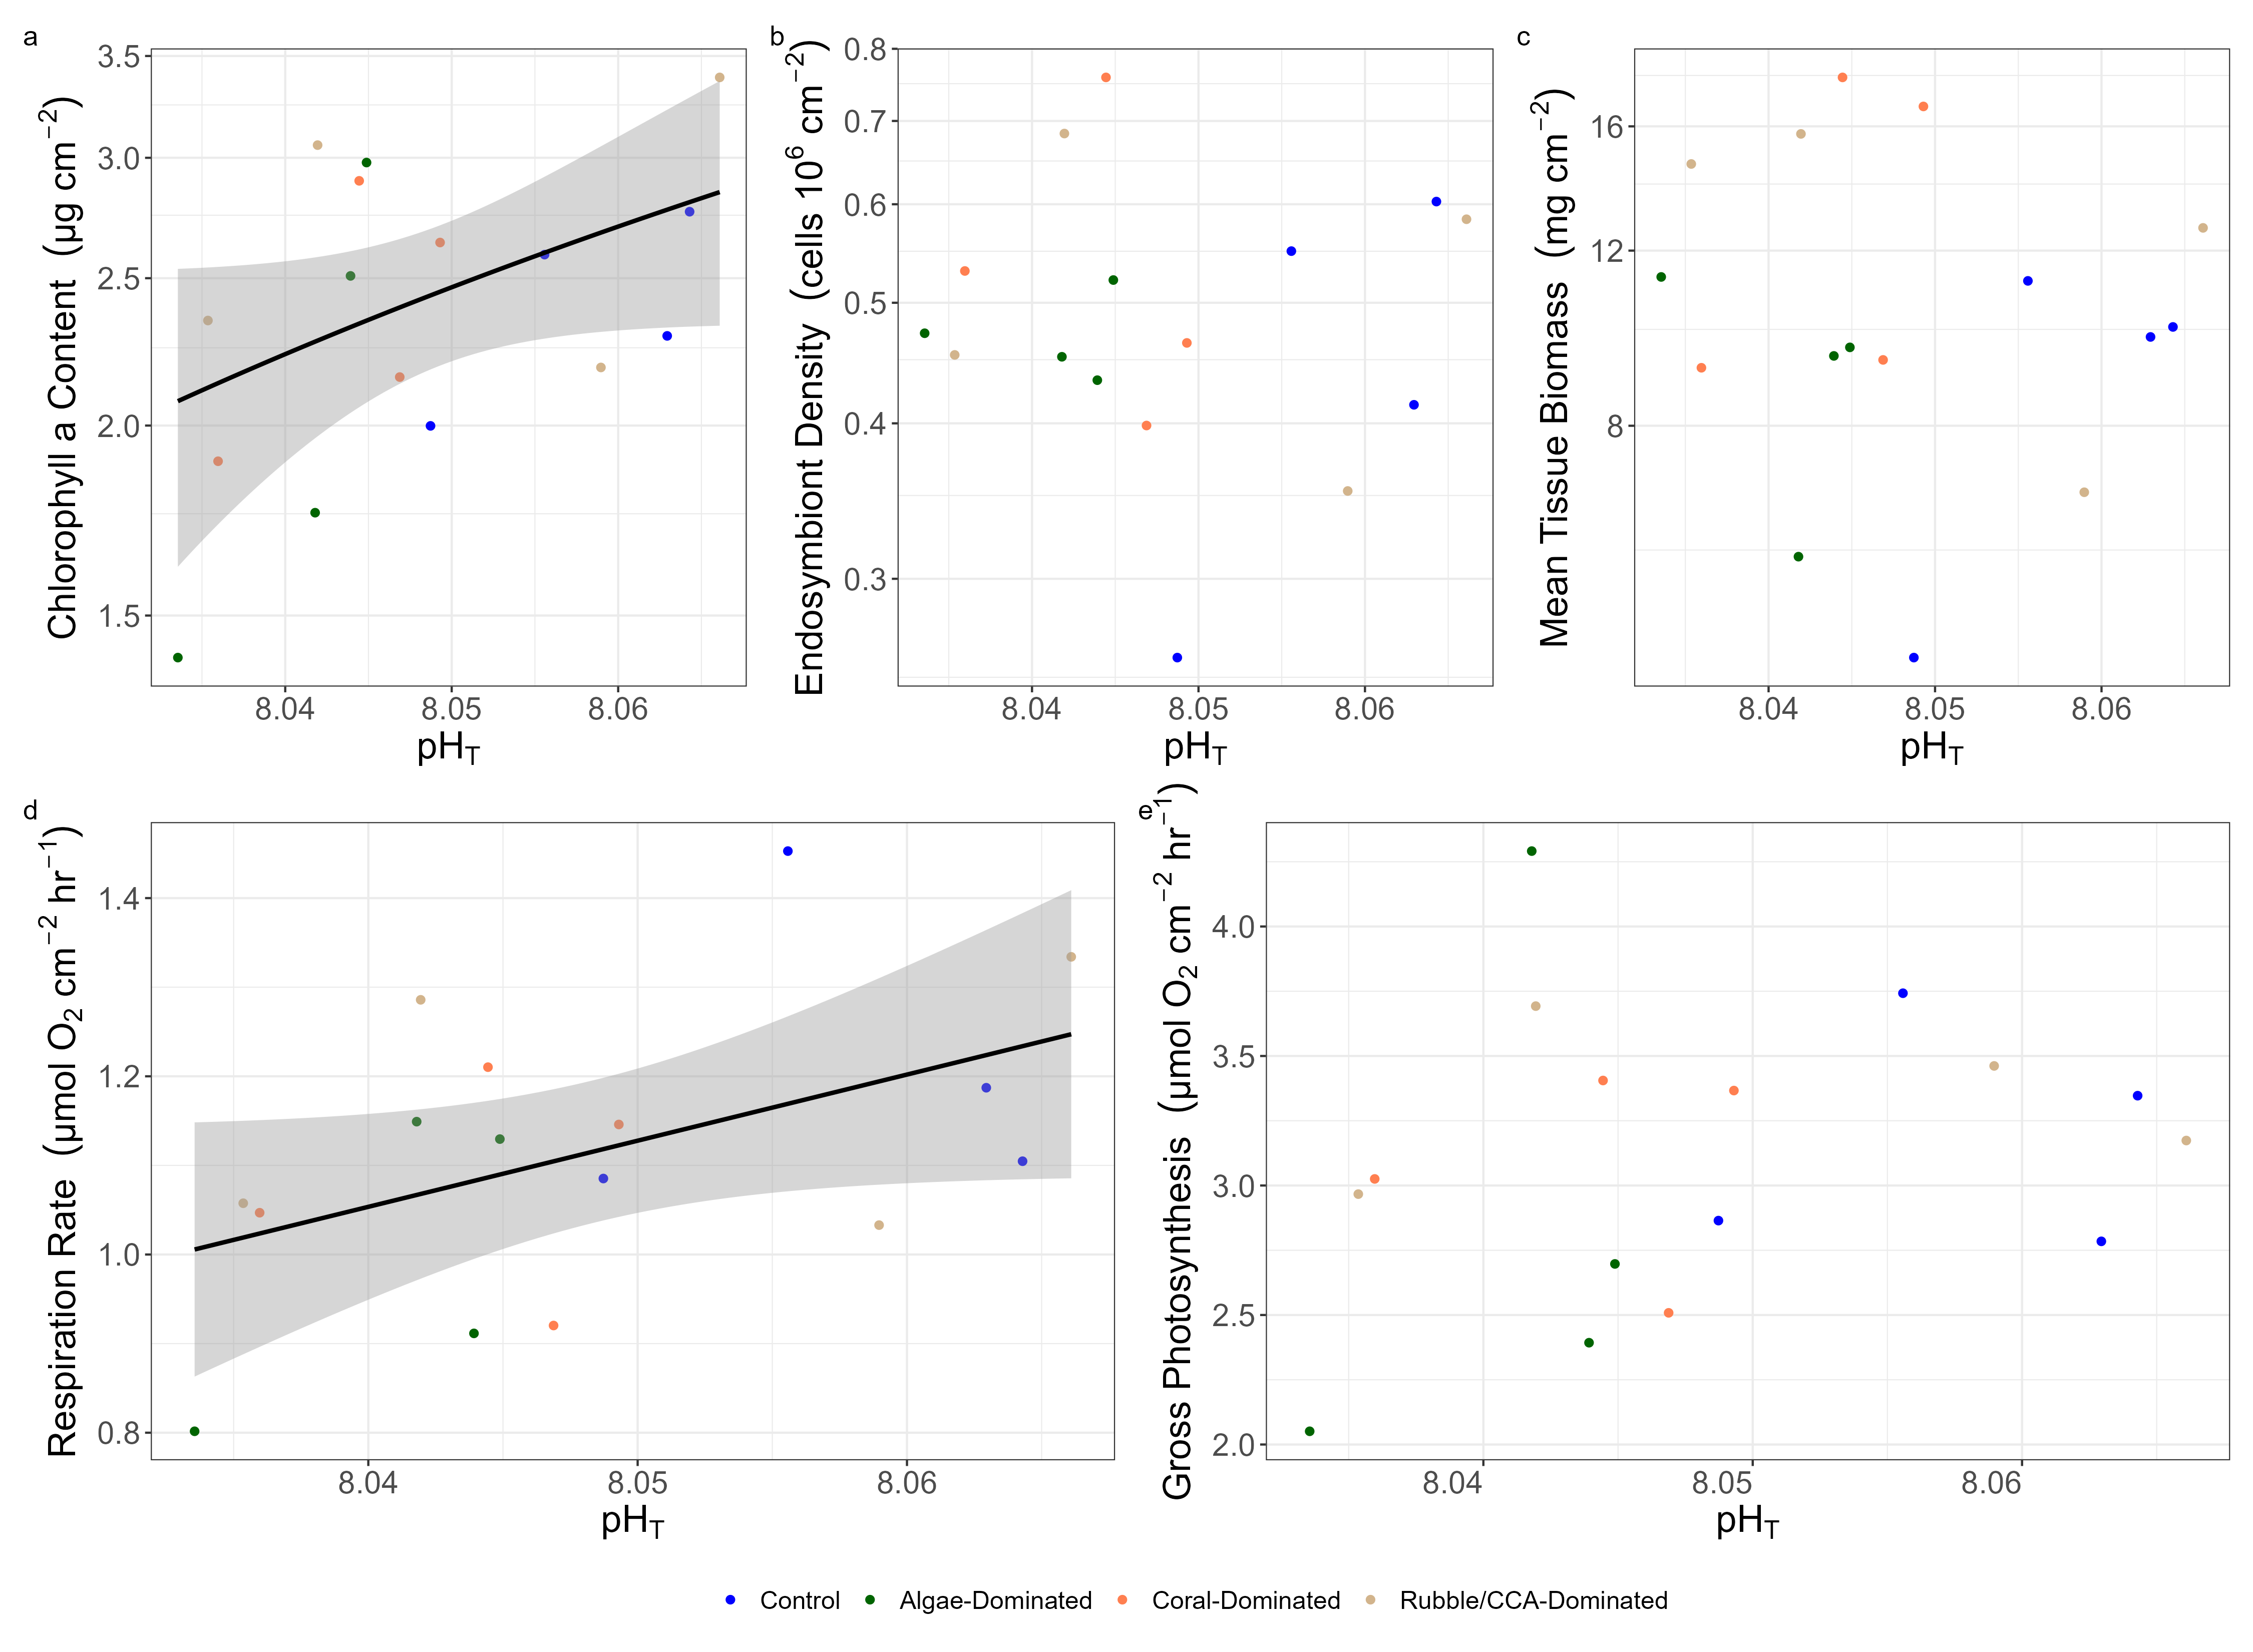 a
Chlorophyll a Content (µg cm⁻²)
3.5
3.0
2.5
2.0
1.5
8.04 8.05 8.06
pH_T
b
Endosymbiont Density (cells 10⁶ cm⁻²)
0.8
0.7
0.6
0.5
0.4
0.3
8.04 8.05 8.06
pH_T
c
Mean Tissue Biomass (mg cm⁻²)
16
12
8
8.04 8.05 8.06
pH_T
d
Respiration Rate (µmol O₂ cm⁻² hr⁻¹)
1.4
1.2
1.0
0.8
8.04 8.05 8.06
pH_T
e
Gross Photosynthesis (µmol O₂ cm⁻² hr⁻¹)
4.0
3.5
3.0
2.5
2.0
8.04 8.05 8.06
pH_T
Control Algae-Dominated Coral-Dominated Rubble/CCA-Dominated